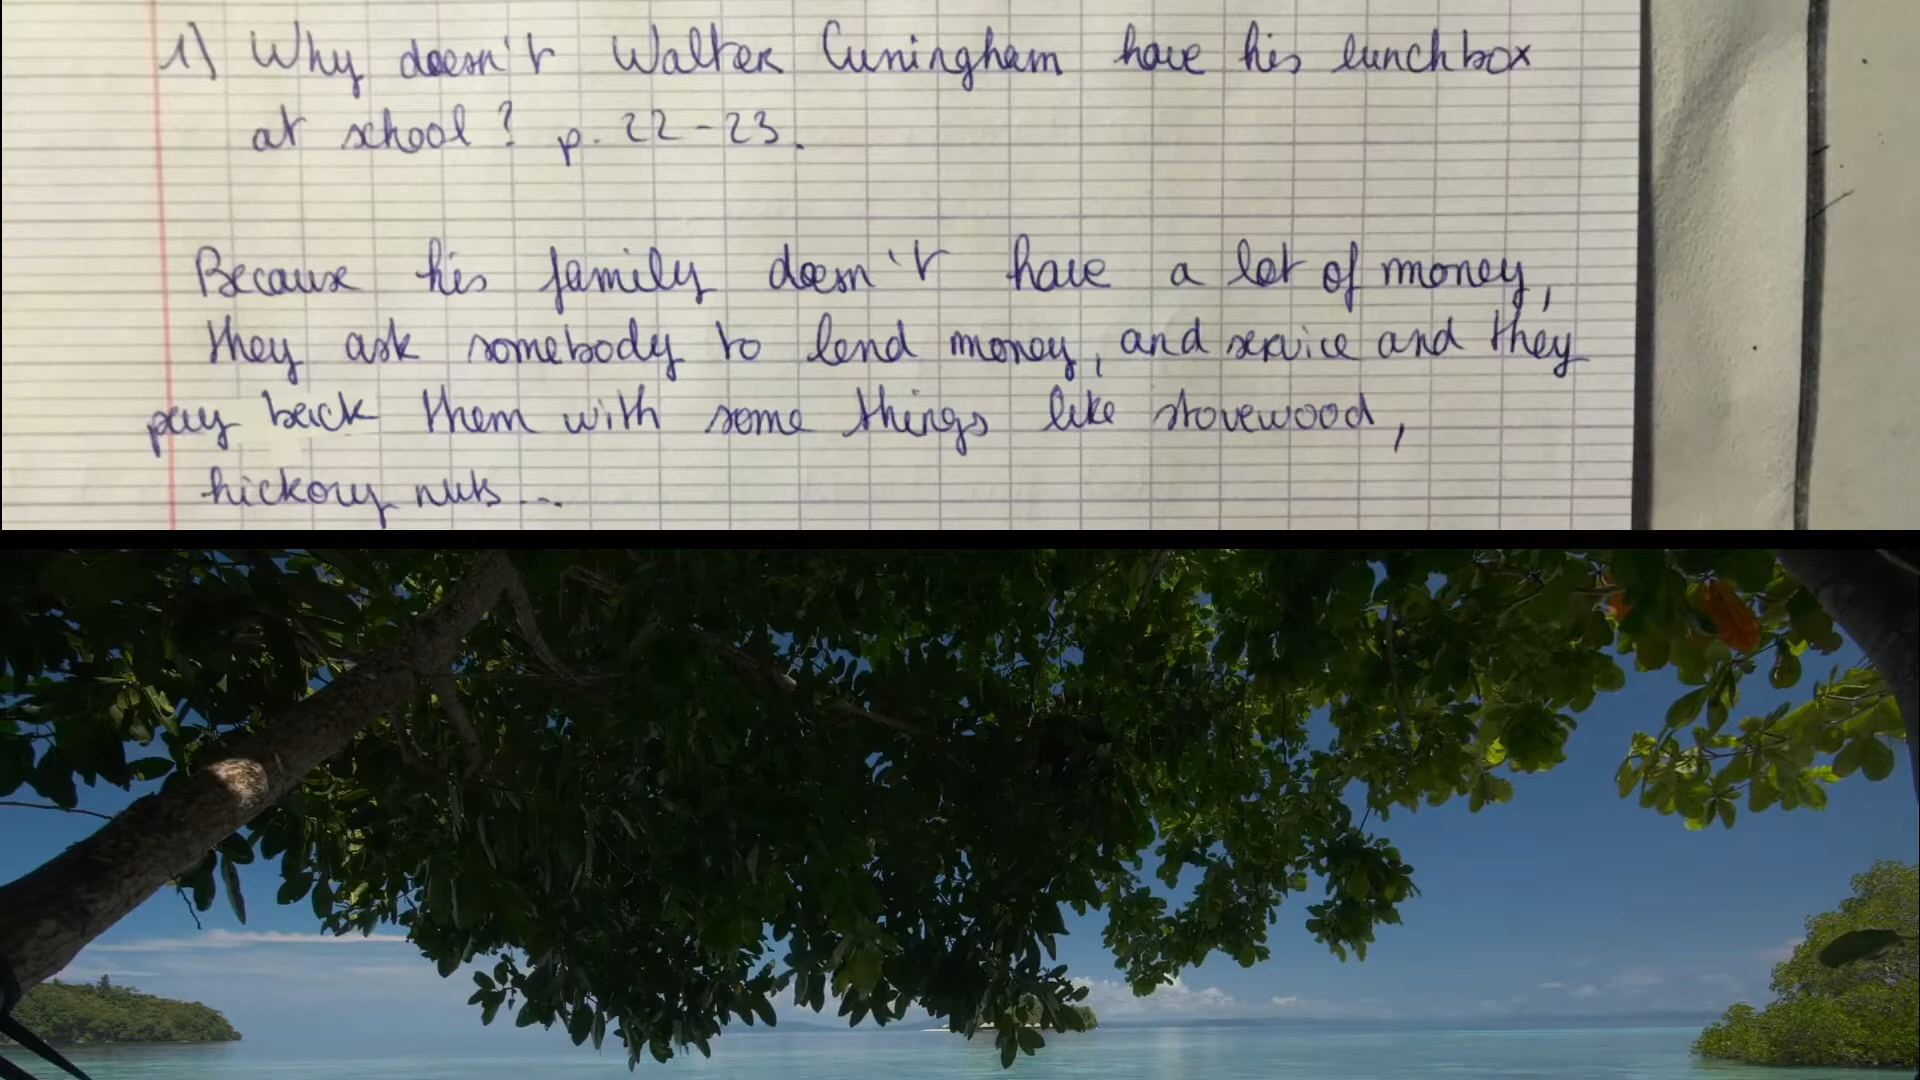 1) Why doesn't Walter Cuningham have his lunchbox
at school? p. 22-23.
Because his family doesn't have a lot of money,
they ask somebody to lend money, and service and they
pay back them with some things like stovewood,
hickory nuts...